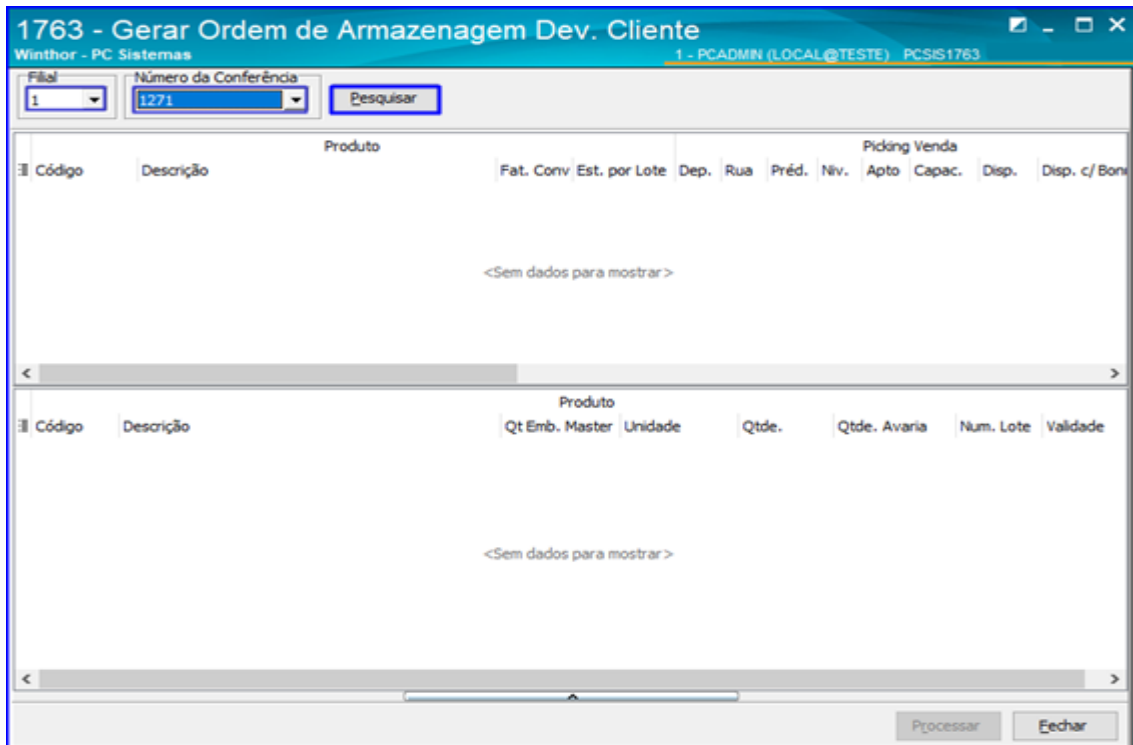 1763 - Gerar Ordem de Armazenagem Dev. Cliente
Winthor - PC Sistemas 1 - PCADMIN (LOCAL@TESTE) PCSIS1763
Filial Número da Conferência
1 1271 Pesquisar
Produto Picking Venda
Código Descrição Fat. Conv Est. por Lote Dep. Rua Préd. Niv. Apto Capac. Disp. Disp. c/ Bon
<Sem dados para mostrar>
Produto
Código Descrição Qt Emb. Master Unidade Qtde. Qtde. Avaria Num. Lote Validade
<Sem dados para mostrar>
Processar Fechar